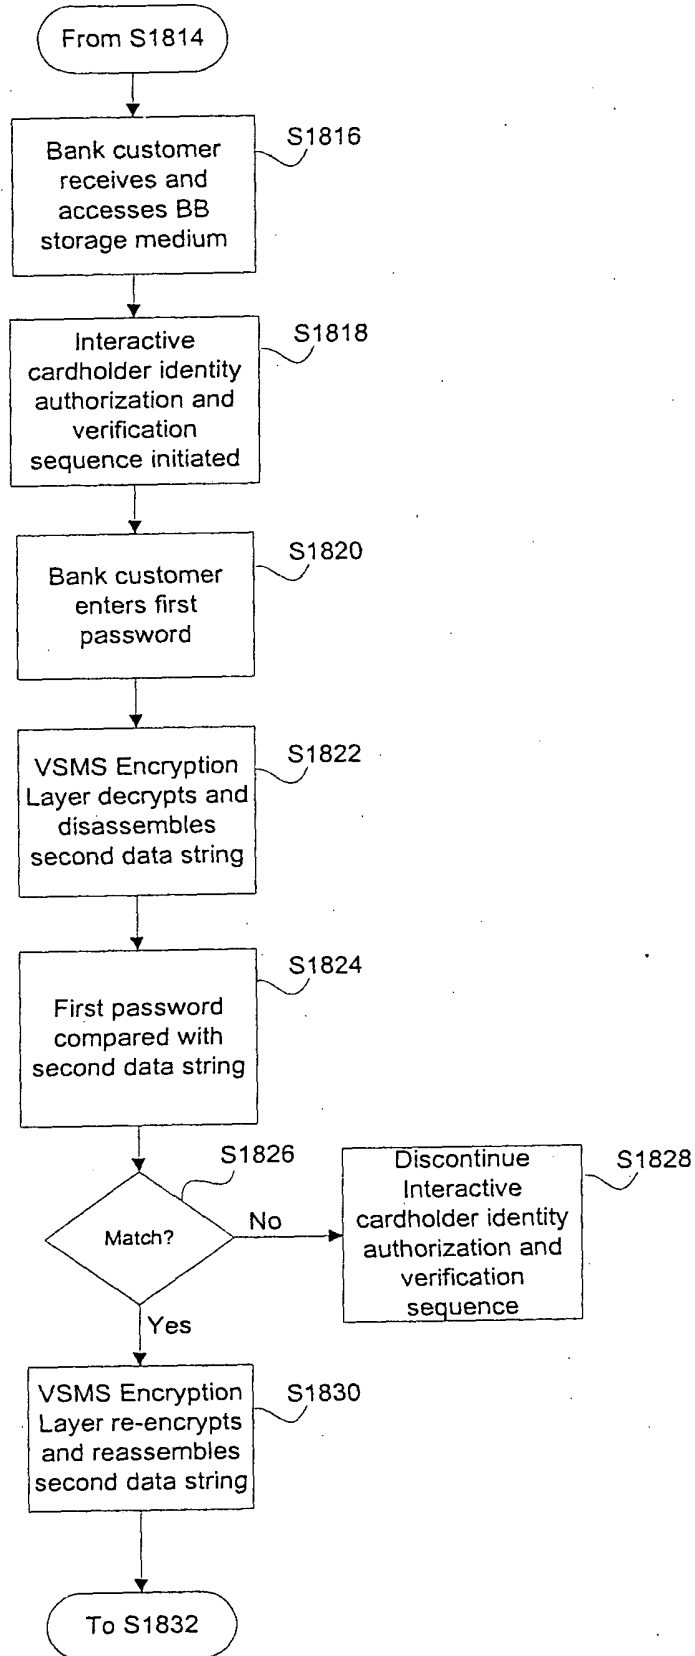 From S1814
S1816
Bank customer
receives and
accesses BB
storage medium
S1818
Interactive
cardholder identity
authorization and
verification
sequence initiated
S1820
Bank customer
enters first
password
S1822
VSMS Encryption
Layer decrypts and
disassembles
second data string
S1824
First password
compared with
second data string
S1826
Match?
No
S1828
Discontinue
Interactive
cardholder identity
authorization and
verification
sequence
Yes
S1830
VSMS Encryption
Layer re-encrypts
and reassembles
second data string
To S1832